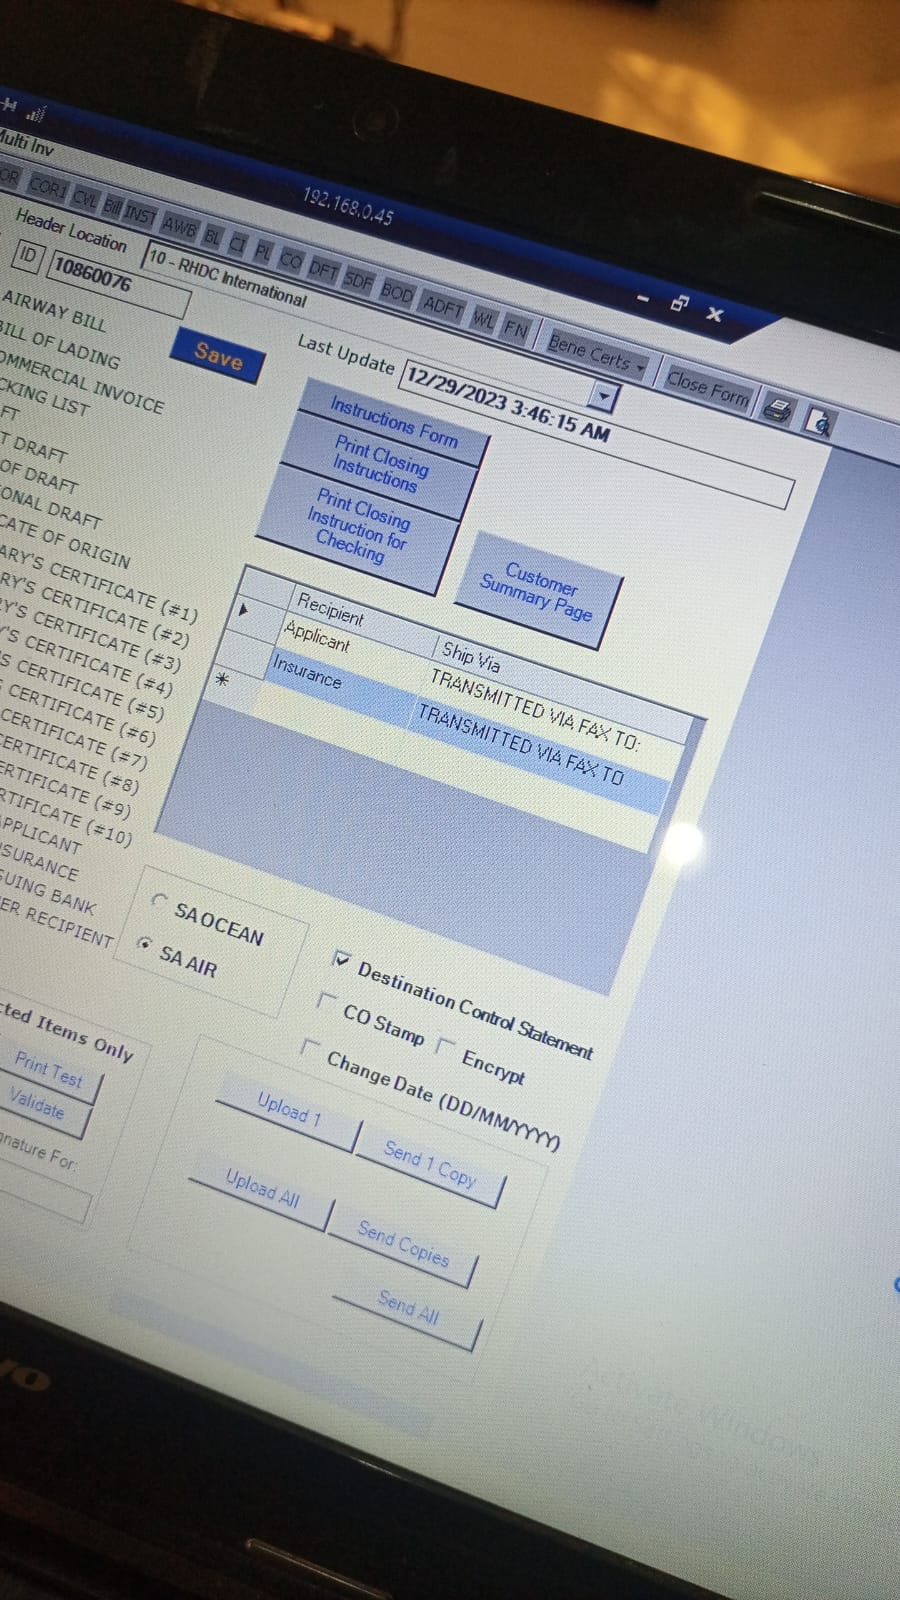 192.168.0.45
Multi Inv
COR1 CVL Bill INST AWB BL CI PL CO DFT SDF BOD ADFT WL FN Bene Certs Close Form
Header Location
10 - RHDC International
ID 10860076
Save
Last Update 12/29/2023 3:46:15 AM
AIRWAY BILL
BILL OF LADING
OMMERCIAL INVOICE
CKING LIST
FT
T DRAFT
OF DRAFT
ONAL DRAFT
CATE OF ORIGIN
ARY'S CERTIFICATE (#1)
RY'S CERTIFICATE (#2)
RY'S CERTIFICATE (#3)
Y'S CERTIFICATE (#4)
'S CERTIFICATE (#5)
S CERTIFICATE (#6)
CERTIFICATE (#7)
CERTIFICATE (#8)
ERTIFICATE (#9)
RTIFICATE (#10)
APPLICANT
SURANCE
SUING BANK
ER RECIPIENT
Instructions Form
Print Closing
Instructions
Print Closing
Instruction for
Checking
Customer
Summary Page
Recipient Ship Via
Applicant TRANSMITTED VIA FAX TO:
Insurance TRANSMITTED VIA FAX TO
SA OCEAN
SA AIR
Destination Control Statement
CO Stamp Encrypt
Change Date (DD/MM/YYYY)
cted Items Only
Print Test
Validate
gnature For:
Upload 1 Send 1 Copy
Upload All Send Copies
Send All
Activate Windows